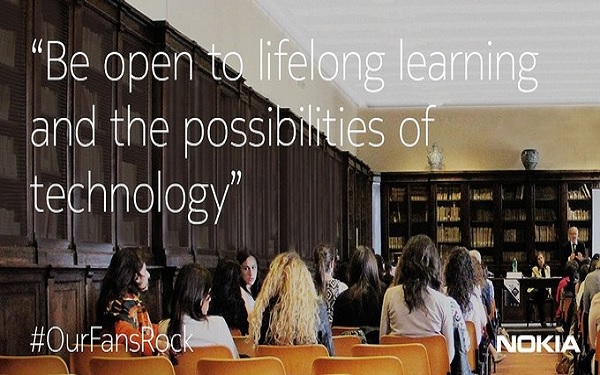 “Be open to lifelong learning
and the possibilities of
technology”
#OurFansRock
NOKIA